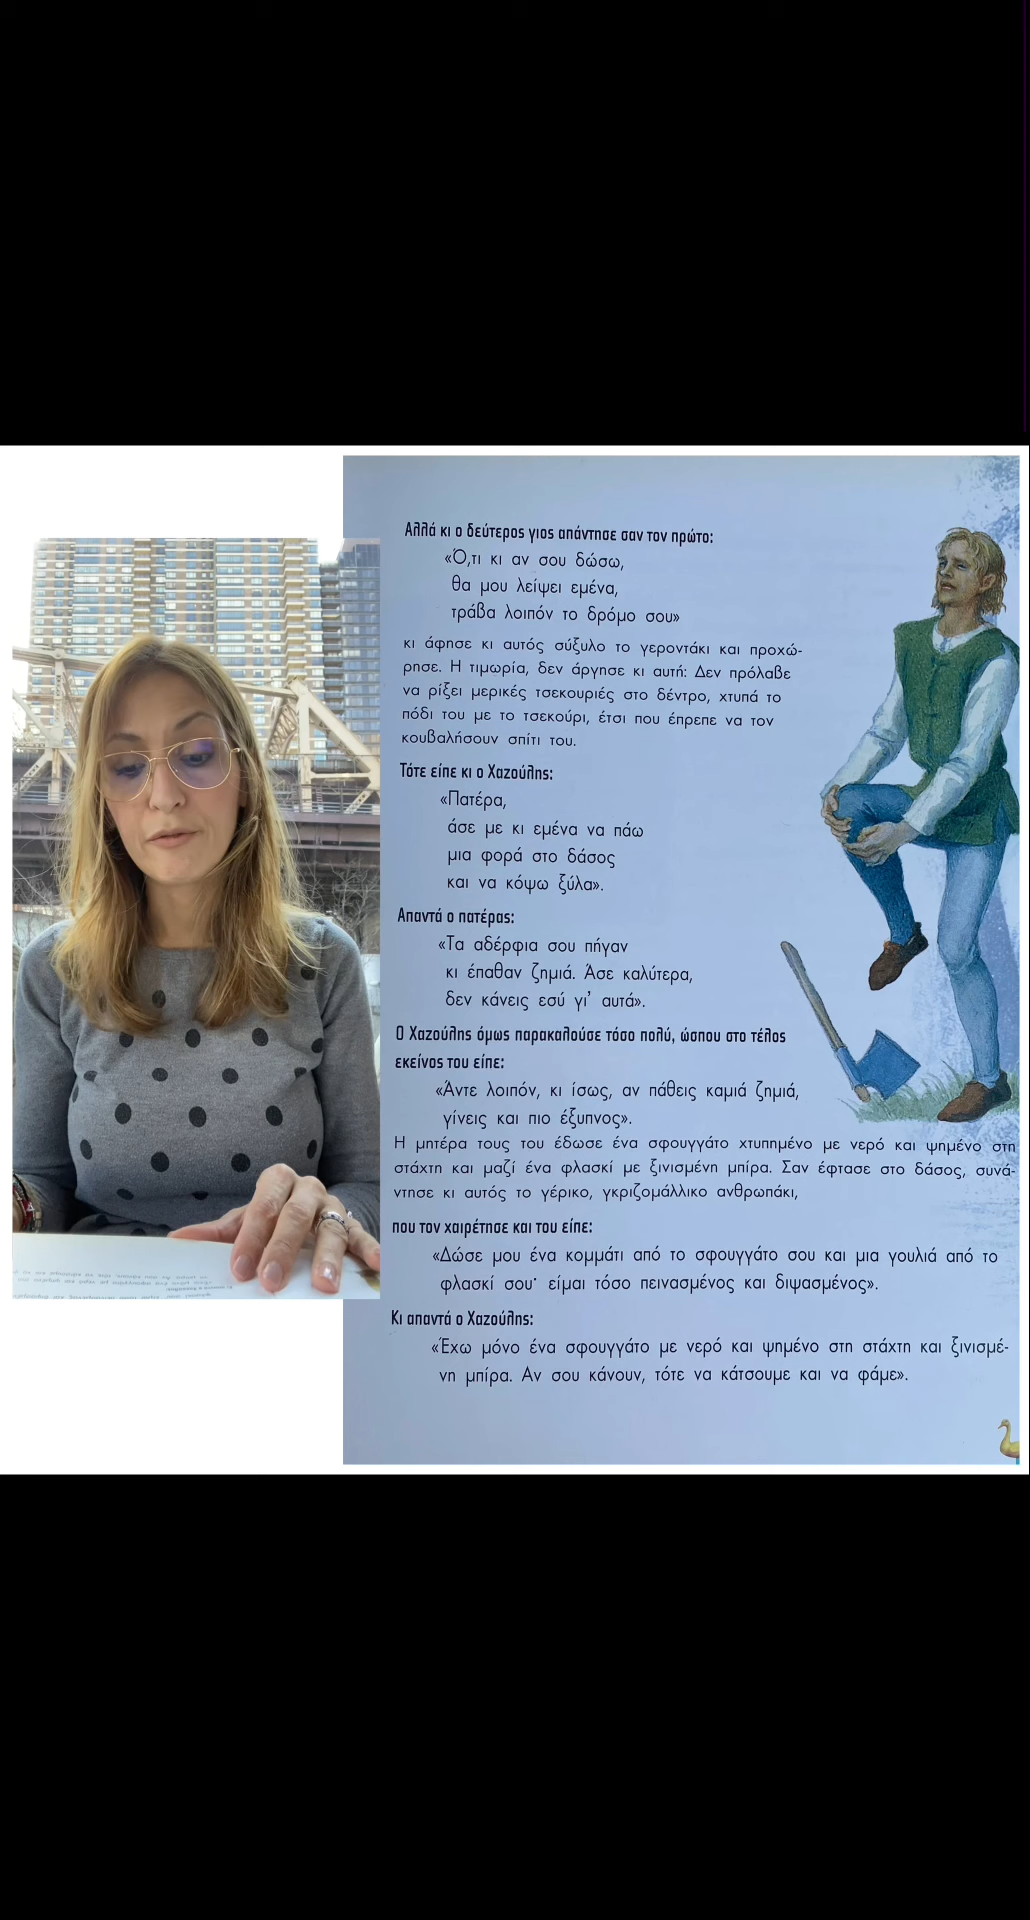 Αλλά κι ο δεύτερος γιος απάντησε σαν τον πρώτο:
«Ό,τι κι αν σου δώσω,
θα μου λείψει εμένα,
τράβα λοιπόν το δρόμο σου»
κι άφησε κι αυτός σύξυλο το γεροντάκι και προχώ-
ρησε. Η τιμωρία, δεν άργησε κι αυτή: Δεν πρόλαβε
να ρίξει μερικές τσεκουριές στο δέντρο, χτυπά το
πόδι του με το τσεκούρι, έτσι που έπρεπε να τον
κουβαλήσουν σπίτι του.
Τότε είπε κι ο Χαζούλης:
«Πατέρα,
άσε με κι εμένα να πάω
μια φορά στο δάσος
και να κόψω ξύλα».
Απαντά ο πατέρας:
«Τα αδέρφια σου πήγαν
κι έπαθαν ζημιά. Άσε καλύτερα,
δεν κάνεις εσύ γι' αυτά».
Ο Χαζούλης όμως παρακαλούσε τόσο πολύ, ώσπου στο τέλος
εκείνος του είπε:
«Άντε λοιπόν, κι ίσως, αν πάθεις καμιά ζημιά,
γίνεις και πιο έξυπνος».
Η μητέρα τους του έδωσε ένα σφουγγάτο χτυπημένο με νερό και ψημένο στη
στάχτη και μαζί ένα φλασκί με ξινισμένη μπίρα. Σαν έφτασε στο δάσος, συνά-
ντησε κι αυτός το γέρικο, γκριζομάλλικο ανθρωπάκι,
που τον χαιρέτησε και του είπε:
«Δώσε μου ένα κομμάτι από το σφουγγάτο σου και μια γουλιά από το
φλασκί σου· είμαι τόσο πεινασμένος και διψασμένος».
Κι απαντά ο Χαζούλης:
«Έχω μόνο ένα σφουγγάτο με νερό και ψημένο στη στάχτη και ξινισμέ-
νη μπίρα. Αν σου κάνουν, τότε να κάτσουμε και να φάμε».